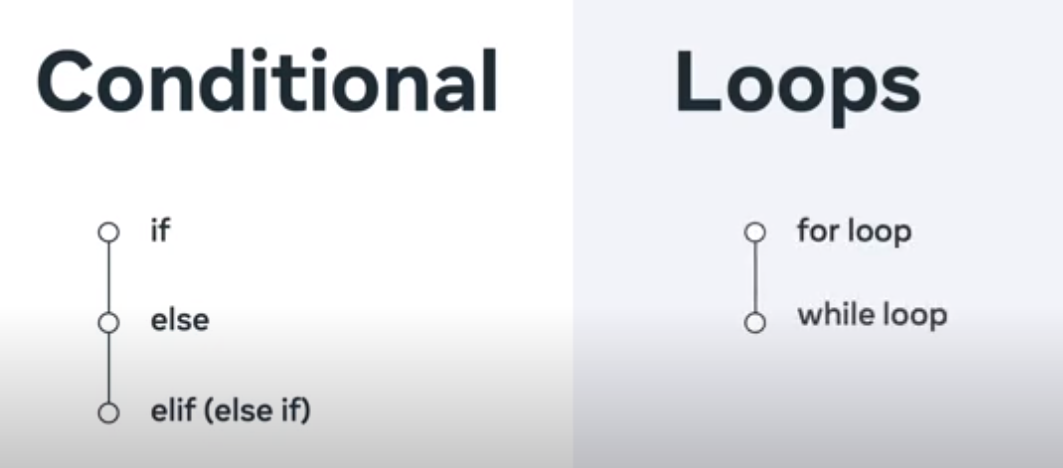 Conditional
if
else
elif (else if)
Loops
for loop
while loop